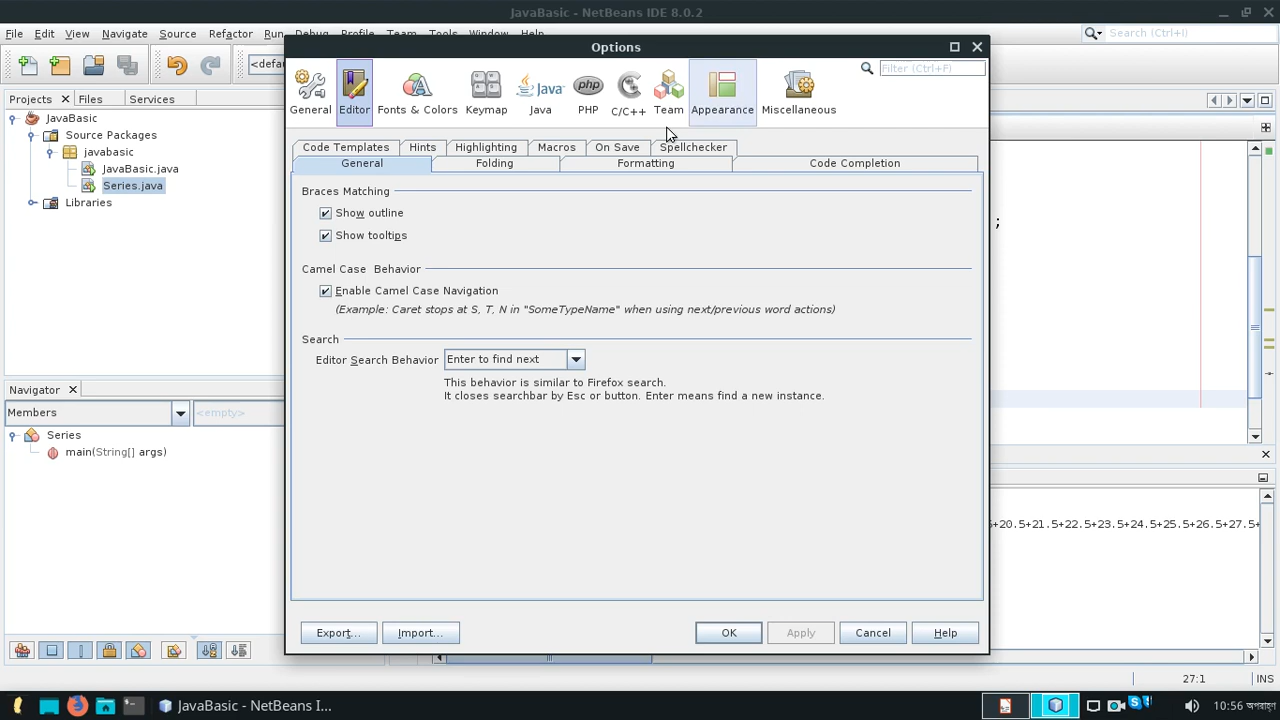 JavaBasic - NetBeans IDE 8.0.2
File Edit View Navigate Source Refactor Run Debug Profile Team Tools Window Help
Search (Ctrl+I)
Options
<def
General Editor Fonts & Colors Keymap Java PHP C/C++ Team Appearance Miscellaneous
Filter (Ctrl+F)
Projects Files Services
JavaBasic
Source Packages
javabasic
JavaBasic.java
Series.java
Libraries
Code Templates Hints Highlighting Macros On Save Spellchecker
General Folding Formatting Code Completion
Braces Matching
Show outline
Show tooltips
;
Camel Case Behavior
Enable Camel Case Navigation
(Example: Caret stops at S, T, N in "SomeTypeName" when using next/previous word actions)
Search
Editor Search Behavior Enter to find next
This behavior is similar to Firefox search.
It closes searchbar by Esc or button. Enter means find a new instance.
Navigator
Members
<empty>
Series
main(String[] args)
+20.5+21.5+22.5+23.5+24.5+25.5+26.5+27.5+
Export... Import... OK Apply Cancel Help
27:1 INS
JavaBasic - NetBeans I...
10:56